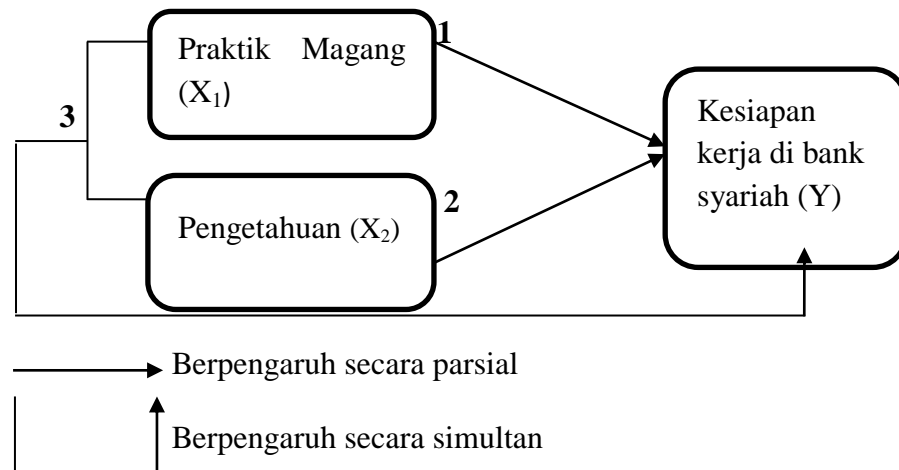 1
Praktik Magang
(X₁)
3
Kesiapan
kerja di bank
syariah (Y)
2
Pengetahuan (X₂)
Berpengaruh secara parsial
Berpengaruh secara simultan